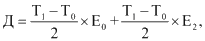 Д = (T₁ − T₀)/2 × E₀ + (T₁ − T₀)/2 × E₂,